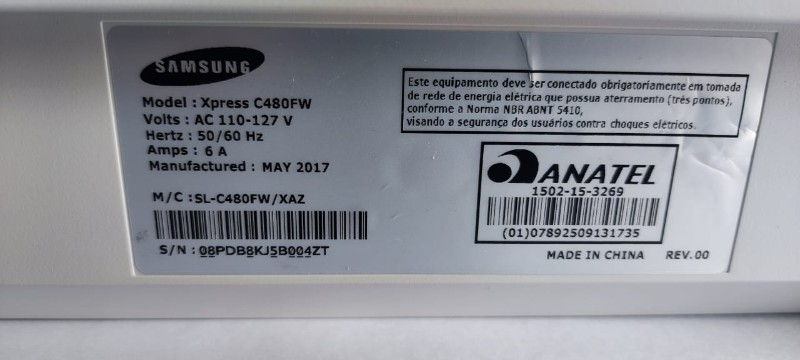 SAMSUNG
Model : Xpress C480FW
Volts : AC 110-127 V
Hertz : 50/60 Hz
Amps : 6 A
Manufactured : MAY 2017
M/C :SL-C480FW/XAZ
S/N : 08PDB8KJ5B004ZT
Este equipamento deve ser conectado obrigatoriamente em tomada
de rede de energia elétrica que possua aterramento (três pontos),
conforme a Norma NBR ABNT 5410,
visando a segurança dos usuários contra choques elétricos.
ANATEL
1502-15-3269
(01)07892509131735
MADE IN CHINA REV.00